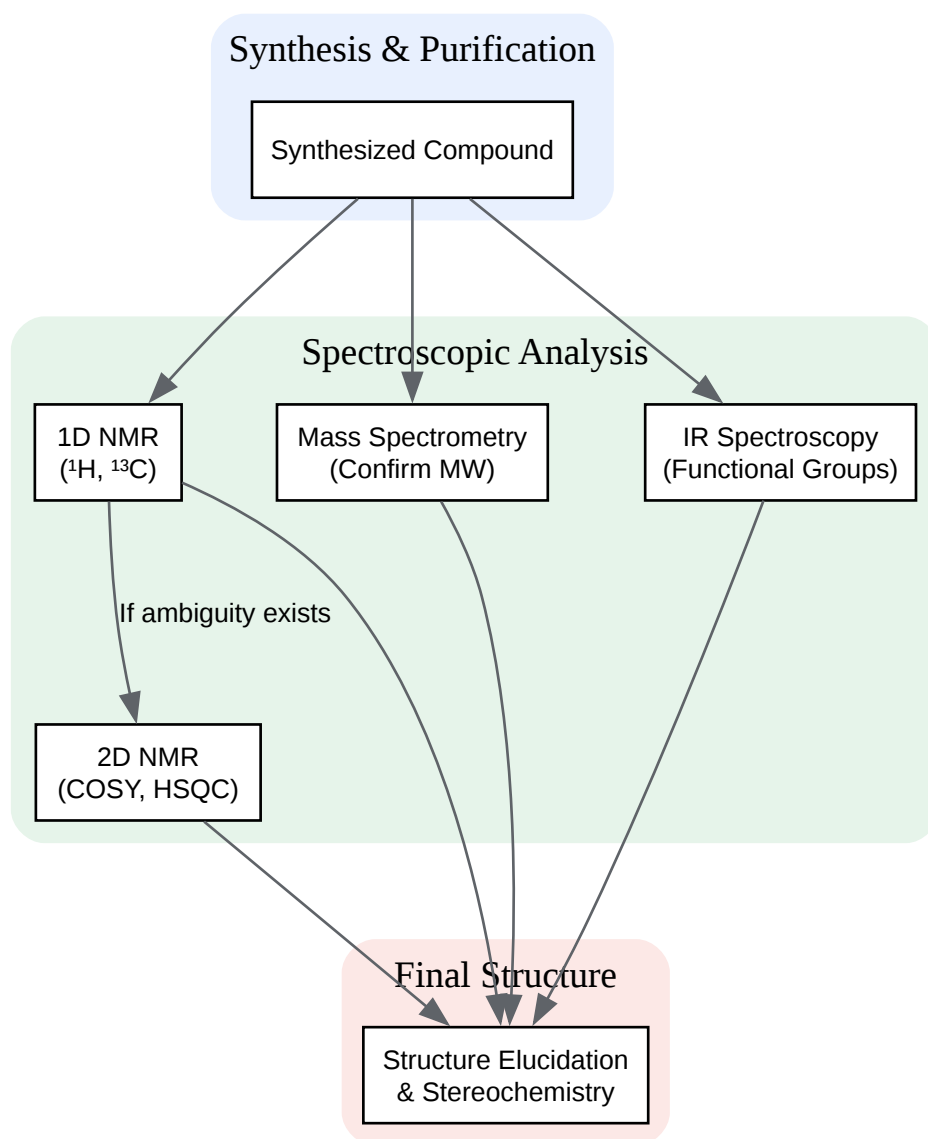 Synthesis & Purification
Synthesized Compound
Spectroscopic Analysis
1D NMR
(¹H, ¹³C)
Mass Spectrometry
(Confirm MW)
IR Spectroscopy
(Functional Groups)
If ambiguity exists
2D NMR
(COSY, HSQC)
Final Structure
Structure Elucidation
& Stereochemistry